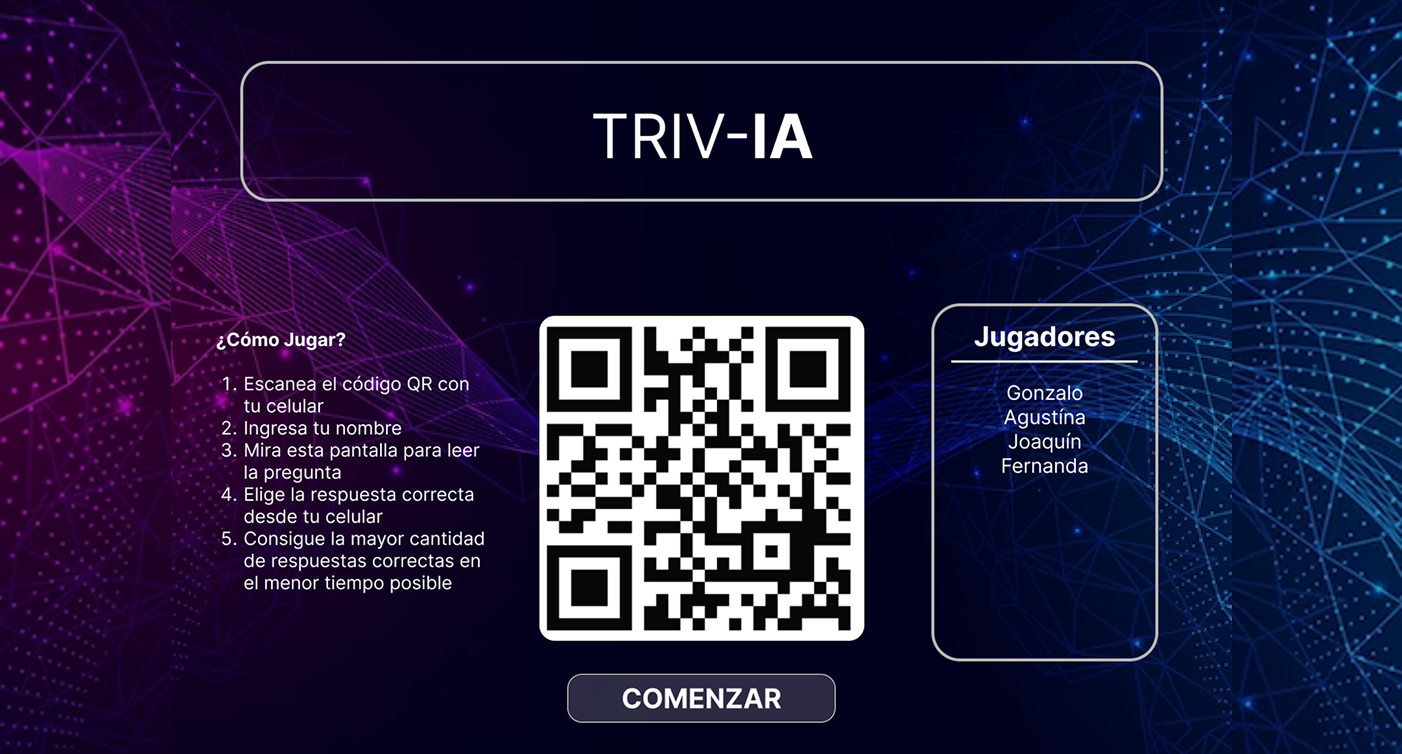 TRIV-IA
¿Cómo Jugar?
1. Escanea el código QR con
tu celular
2. Ingresa tu nombre
3. Mira esta pantalla para leer
la pregunta
4. Elige la respuesta correcta
desde tu celular
5. Consigue la mayor cantidad
de respuestas correctas en
el menor tiempo posible
Jugadores
Gonzalo
Agustína
Joaquín
Fernanda
COMENZAR